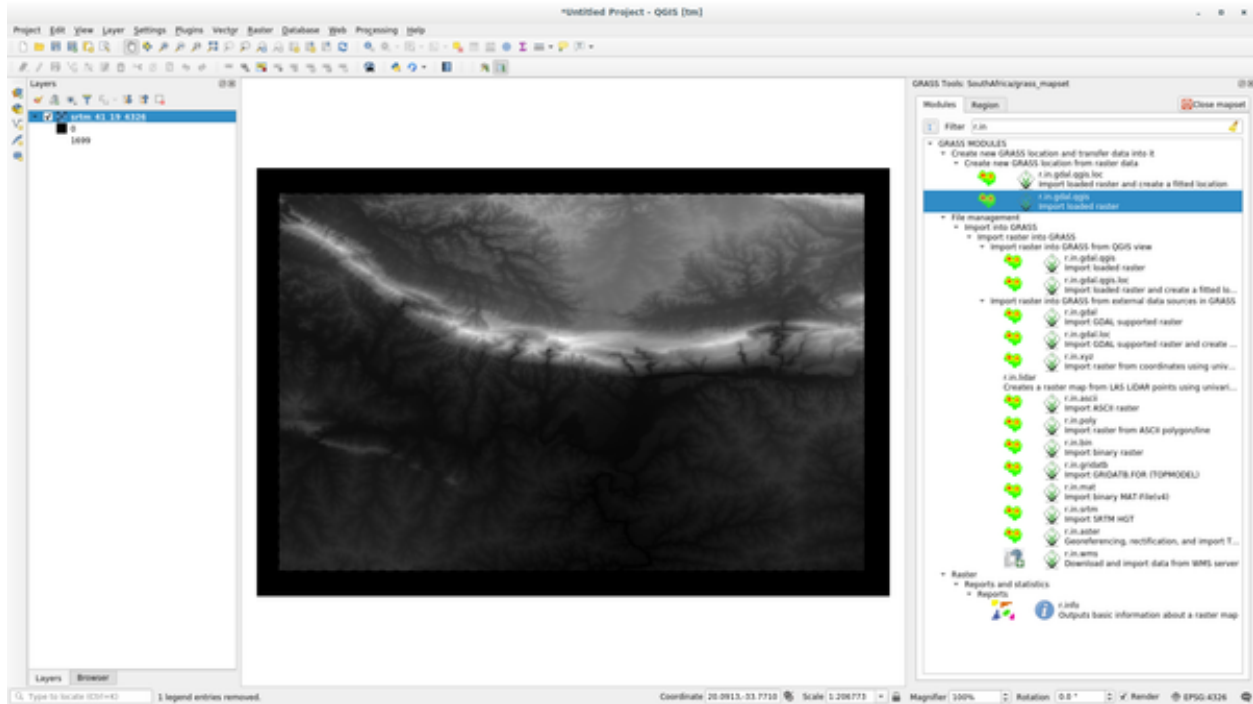 *Untitled Project - QGIS [tm]
Project Edit View Layer Settings Plugins Vector Raster Database Web Processing Help
Layers
srtm_41_19_4326
0
1699
GRASS Tools: SouthAfrica/grass_mapset
Modules Region Close mapset
Filter r.in
GRASS MODULES
Create new GRASS location and transfer data into it
Create new GRASS location from raster data
r.in.gdal.qgis.loc
Import loaded raster and create a fitted location
r.in.gdal.qgis
Import loaded raster
File management
Import into GRASS
Import raster into GRASS
Import raster into GRASS from QGIS view
r.in.gdal.qgis
Import loaded raster
r.in.gdal.qgis.loc
Import loaded raster and create a fitted lo...
Import raster into GRASS from external data sources in GRASS
r.in.gdal
Import GDAL supported raster
r.in.gdal.loc
Import GDAL supported raster and create ...
r.in.xyz
Import raster from coordinates using univ...
r.in.lidar
Creates a raster map from LAS LiDAR points using univari...
r.in.ascii
Import ASCII raster
r.in.poly
Import raster from ASCII polygon/line
r.in.bin
Import binary raster
r.in.gridatb
Import GRIDATB.FOR (TOPMODEL)
r.in.mat
Import binary MAT-File(v4)
r.in.srtm
Import SRTM HGT
r.in.aster
Georeferencing, rectification, and import T...
r.in.wms
Download and import data from WMS server
Raster
Reports and statistics
Reports
r.info
Outputs basic information about a raster map
Layers Browser
Type to locate (Ctrl+K) 1 legend entries removed. Coordinate 20.0913,-33.7710 Scale 1:206773 Magnifier 100% Rotation 0.0 ° Render EPSG:4326